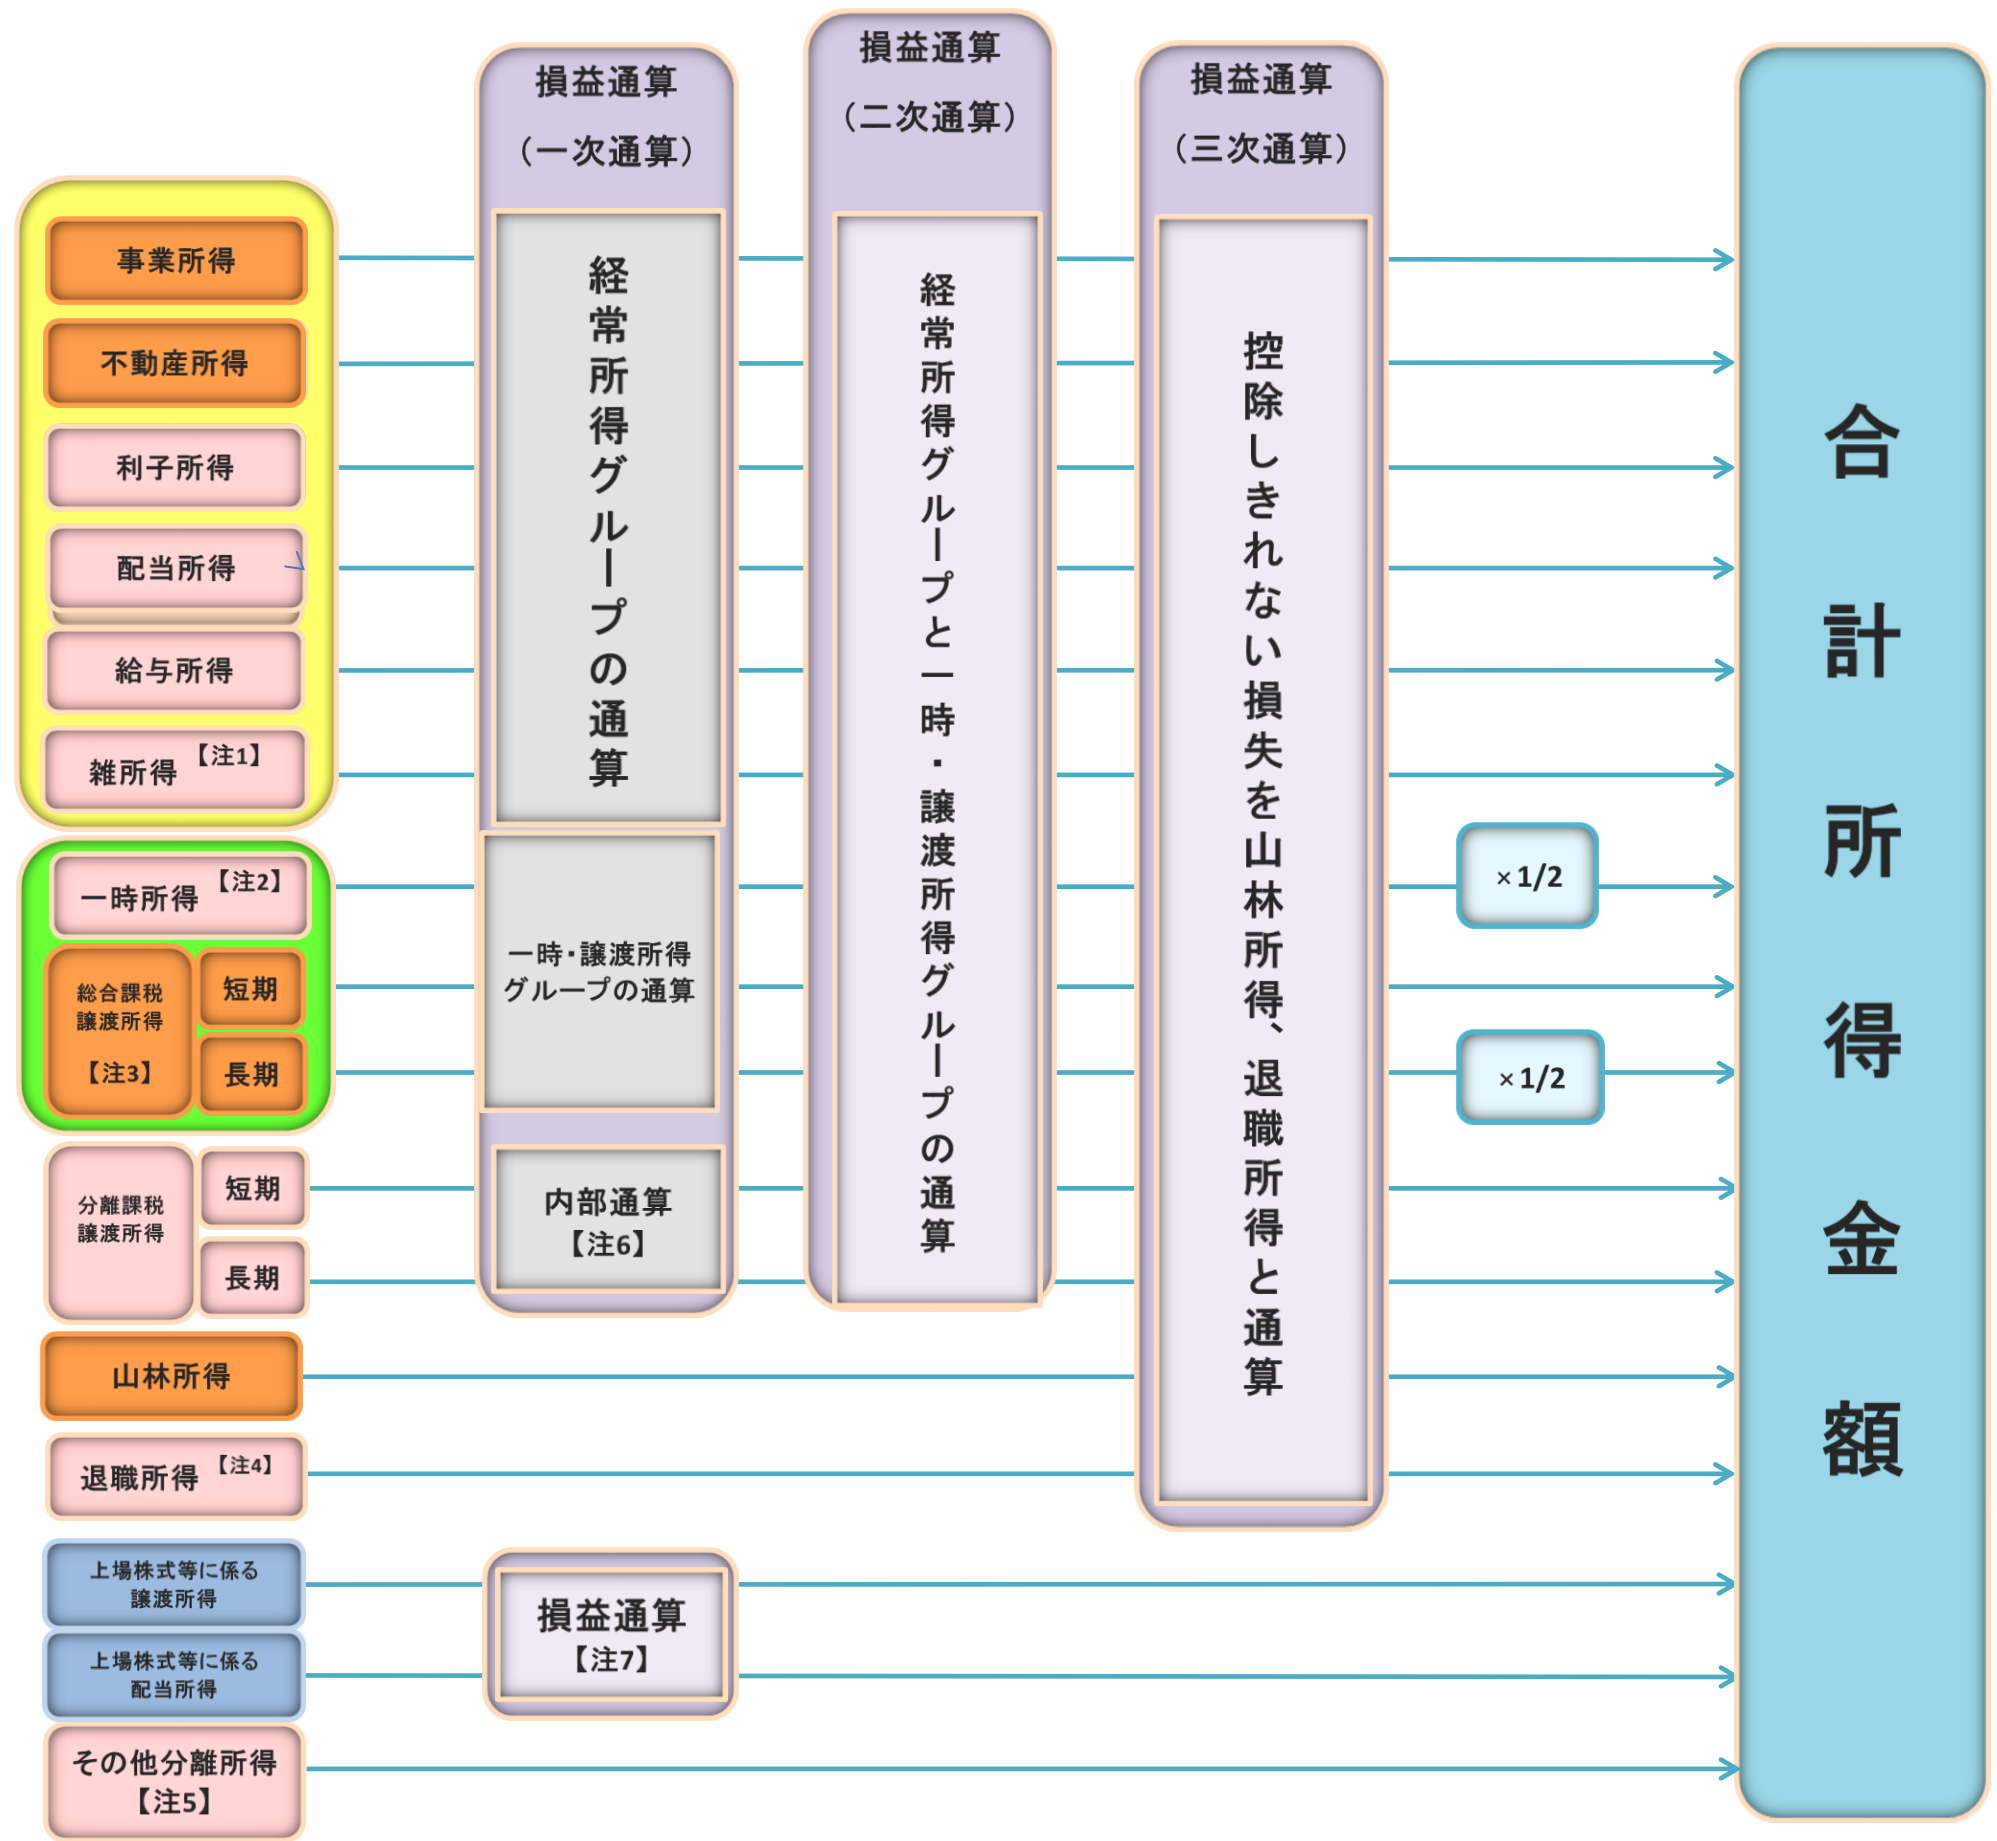 損益通算
（一次通算）
損益通算
（二次通算）
損益通算
（三次通算）
事業所得
不動産所得
利子所得
配当所得
給与所得
雑所得【注1】
一時所得【注2】
総合課税
譲渡所得
【注3】
短期
長期
分離課税
譲渡所得
短期
長期
山林所得
退職所得【注4】
上場株式等に係る
譲渡所得
上場株式等に係る
配当所得
その他分離所得
【注5】
経常所得グループの通算
一時・譲渡所得
グループの通算
内部通算
【注6】
損益通算
【注7】
経常所得グループと一時・譲渡所得グループの通算
控除しきれない損失を山林所得、退職所得と通算
×1/2
×1/2
合計所得金額